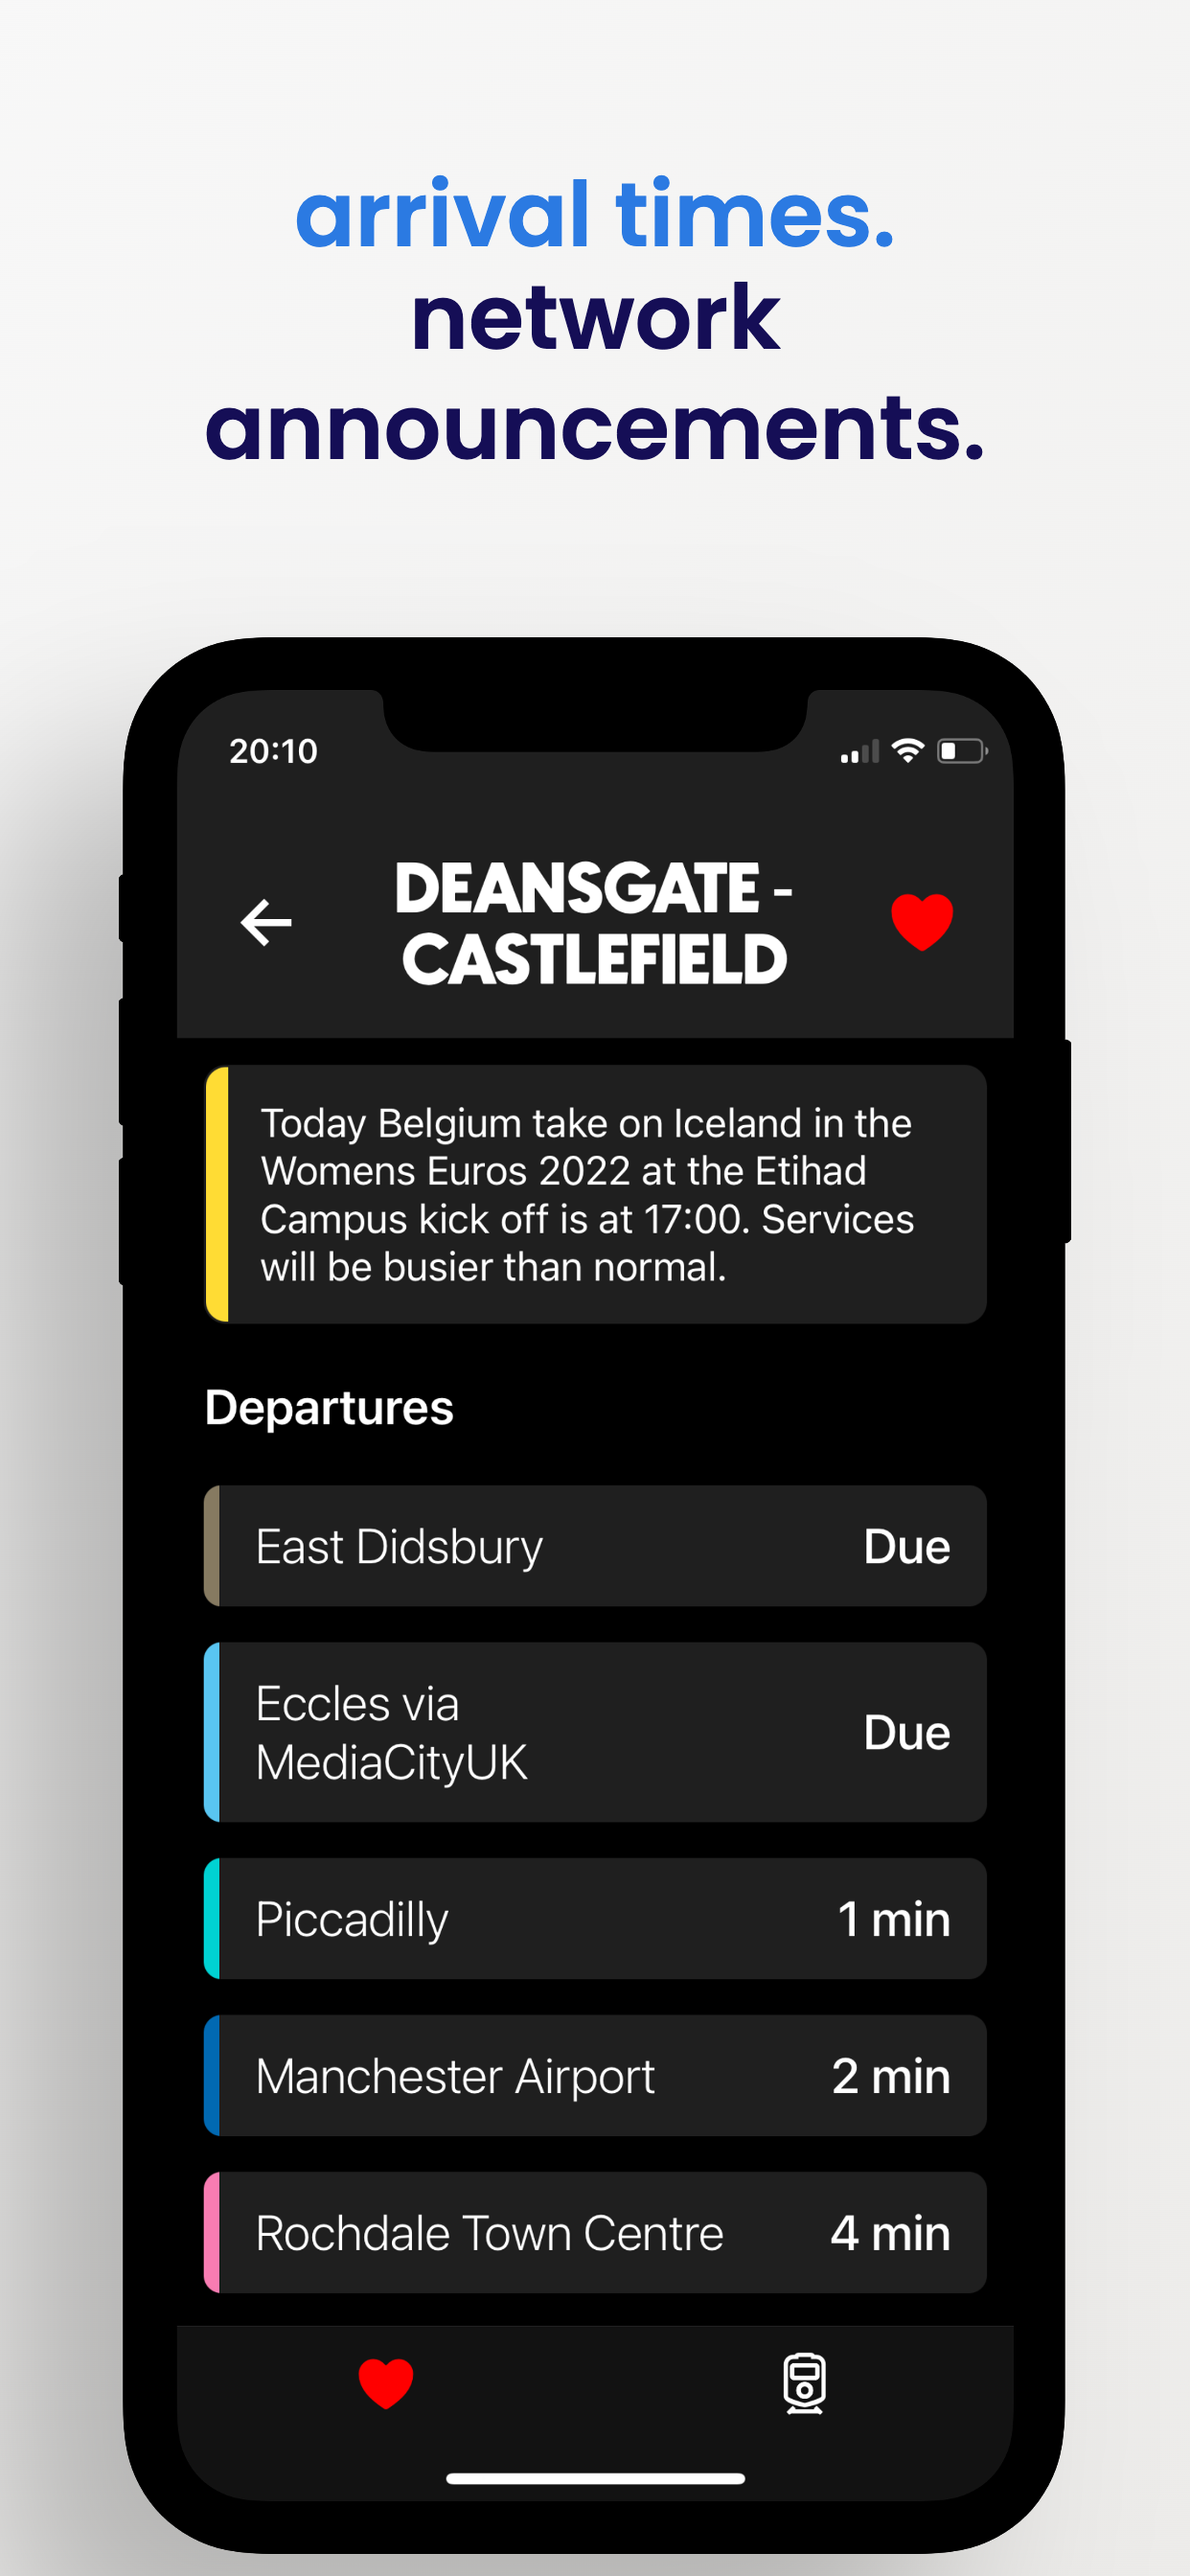 arrival times.
network
announcements.
20:10
DEANSGATE -
CASTLEFIELD
Today Belgium take on Iceland in the
Womens Euros 2022 at the Etihad
Campus kick off is at 17:00. Services
will be busier than normal.
Departures
East Didsbury Due
Eccles via
MediaCityUK Due
Piccadilly 1 min
Manchester Airport 2 min
Rochdale Town Centre 4 min